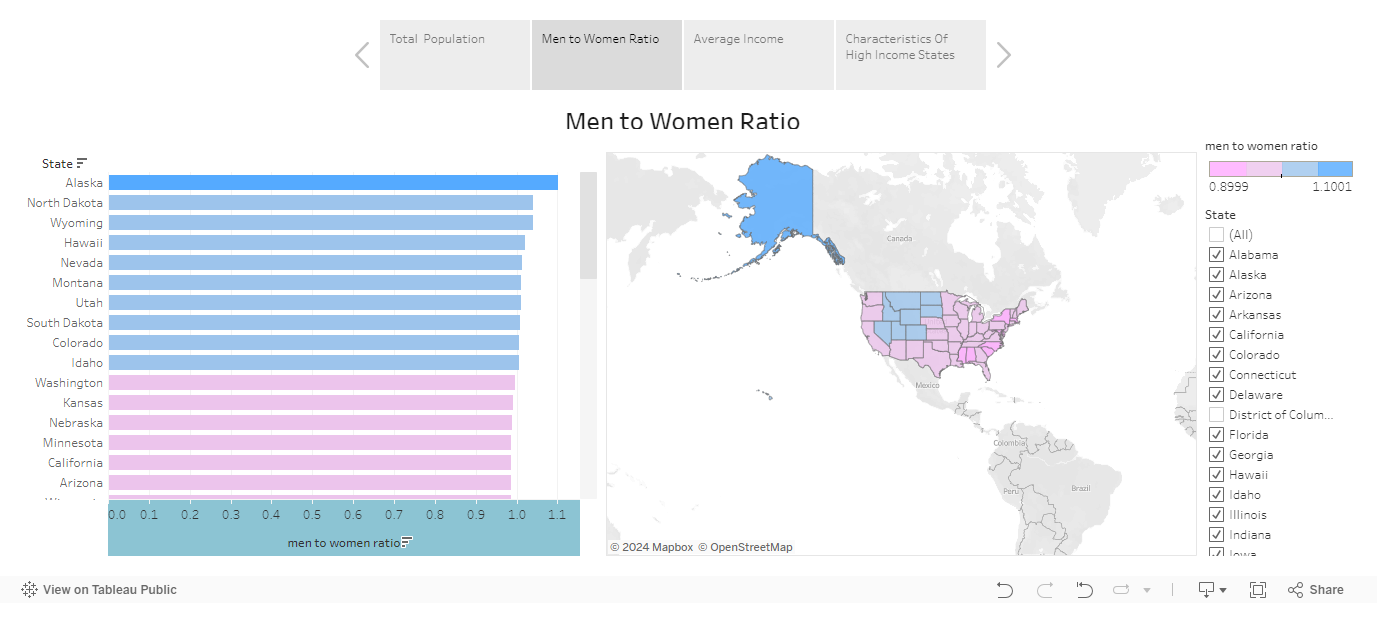 Total Population
Men to Women Ratio
Average Income
Characteristics Of
High Income States
Men to Women Ratio
State
Alaska
North Dakota
Wyoming
Hawaii
Nevada
Montana
Utah
South Dakota
Colorado
Idaho
Washington
Kansas
Nebraska
Minnesota
California
Arizona
0.0 0.1 0.2 0.3 0.4 0.5 0.6 0.7 0.8 0.9 1.0 1.1
men to women ratio
Canada
Mexico
Colombia
Peru
Brazil
© 2024 Mapbox © OpenStreetMap
men to women ratio
0.8999 1.1001
State
(All)
Alabama
Alaska
Arizona
Arkansas
California
Colorado
Connecticut
Delaware
District of Colum...
Florida
Georgia
Hawaii
Idaho
Illinois
Indiana
Iowa
View on Tableau Public
Share